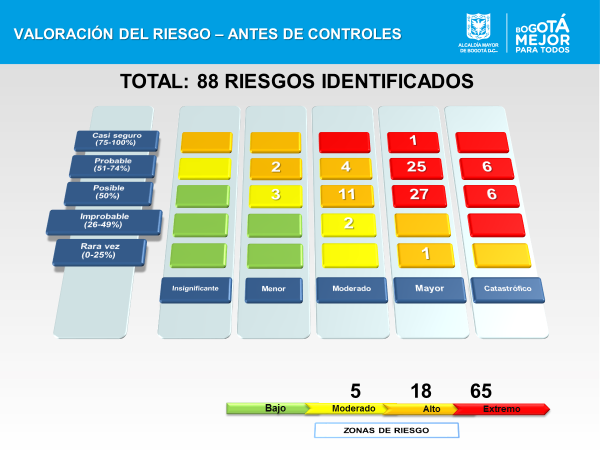 VALORACIÓN DEL RIESGO – ANTES DE CONTROLES
ALCALDÍA MAYOR
DE BOGOTÁ D.C.
BOGOTÁ
MEJOR
PARA TODOS
TOTAL: 88 RIESGOS IDENTIFICADOS
Casi seguro
(75-100%)
1
Probable
(51-74%)
2 4 25 6
Posible
(50%)
3 11 27 6
Improbable
(26-49%)
2
Rara vez
(0-25%)
1
Insignificante Menor Moderado Mayor Catastrófico
5 18 65
Bajo Moderado Alto Extremo
ZONAS DE RIESGO